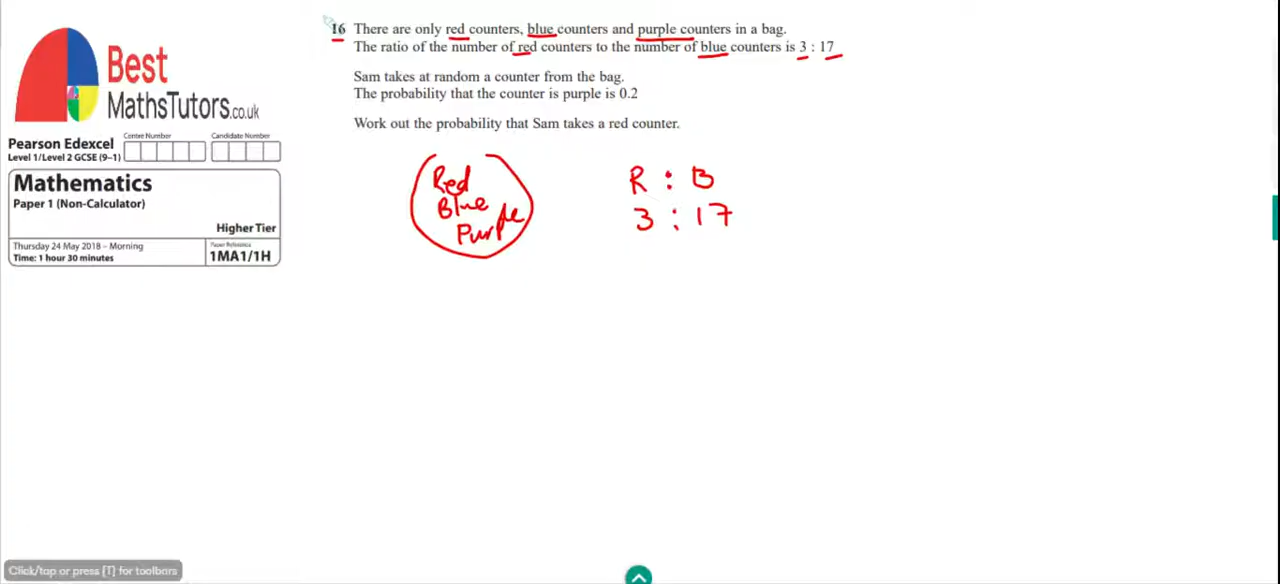 16 There are only red counters, blue counters and purple counters in a bag.
The ratio of the number of red counters to the number of blue counters is 3 : 17
Sam takes at random a counter from the bag.
The probability that the counter is purple is 0.2
Work out the probability that Sam takes a red counter.
Best
MathsTutors.co.uk
Pearson Edexcel
Centre Number
Candidate Number
Level 1/Level 2 GCSE (9–1)
Mathematics
Paper 1 (Non-Calculator)
Higher Tier
Thursday 24 May 2018 – Morning
Time: 1 hour 30 minutes
Paper Reference
1MA1/1H
Red
Blue
Purple
R : B
3 : 17
Click/tap or press [T] for toolbars